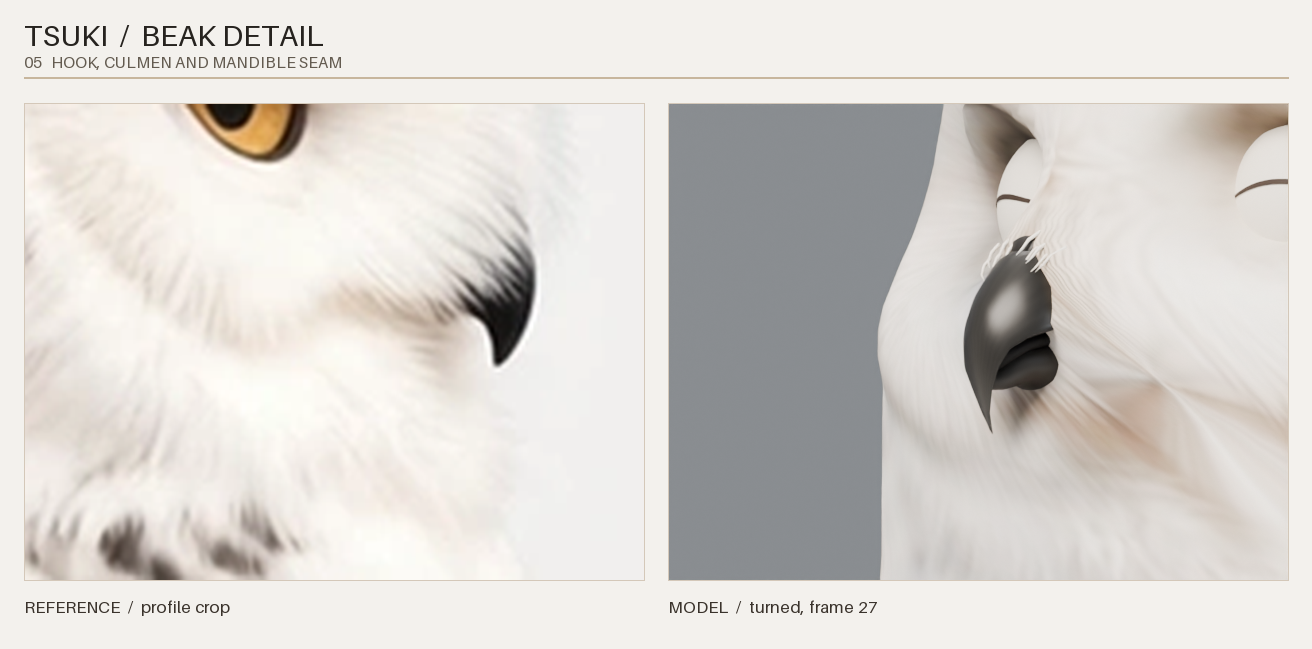 TSUKI / BEAK DETAIL
05 HOOK, CULMEN AND MANDIBLE SEAM
REFERENCE / profile crop
MODEL / turned, frame 27